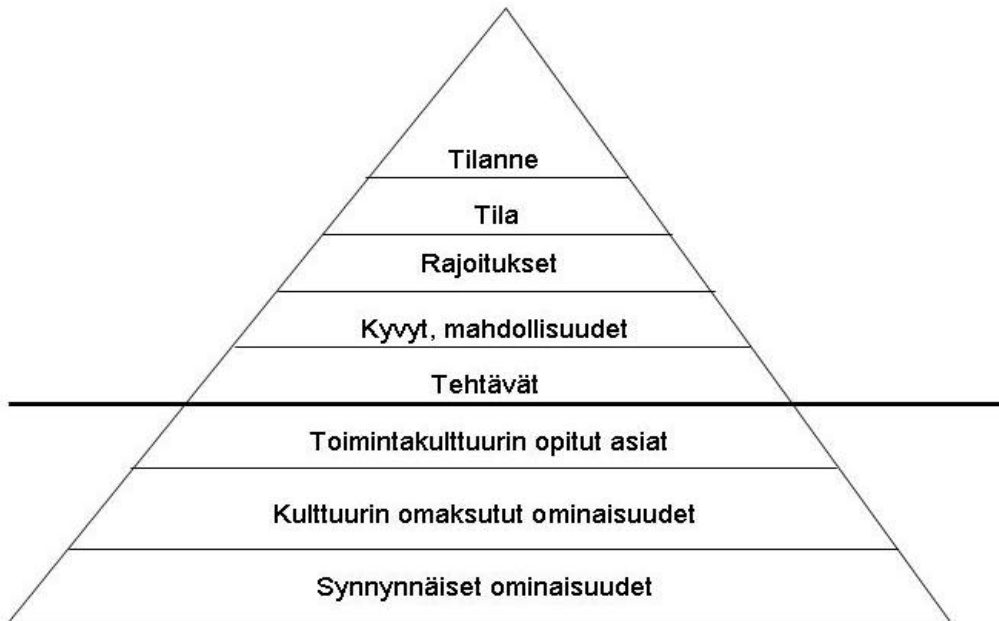 Tilanne
Tila
Rajoitukset
Kyvyt, mahdollisuudet
Tehtävät
Toimintakulttuurin opitut asiat
Kulttuurin omaksutut ominaisuudet
Synnynnäiset ominaisuudet